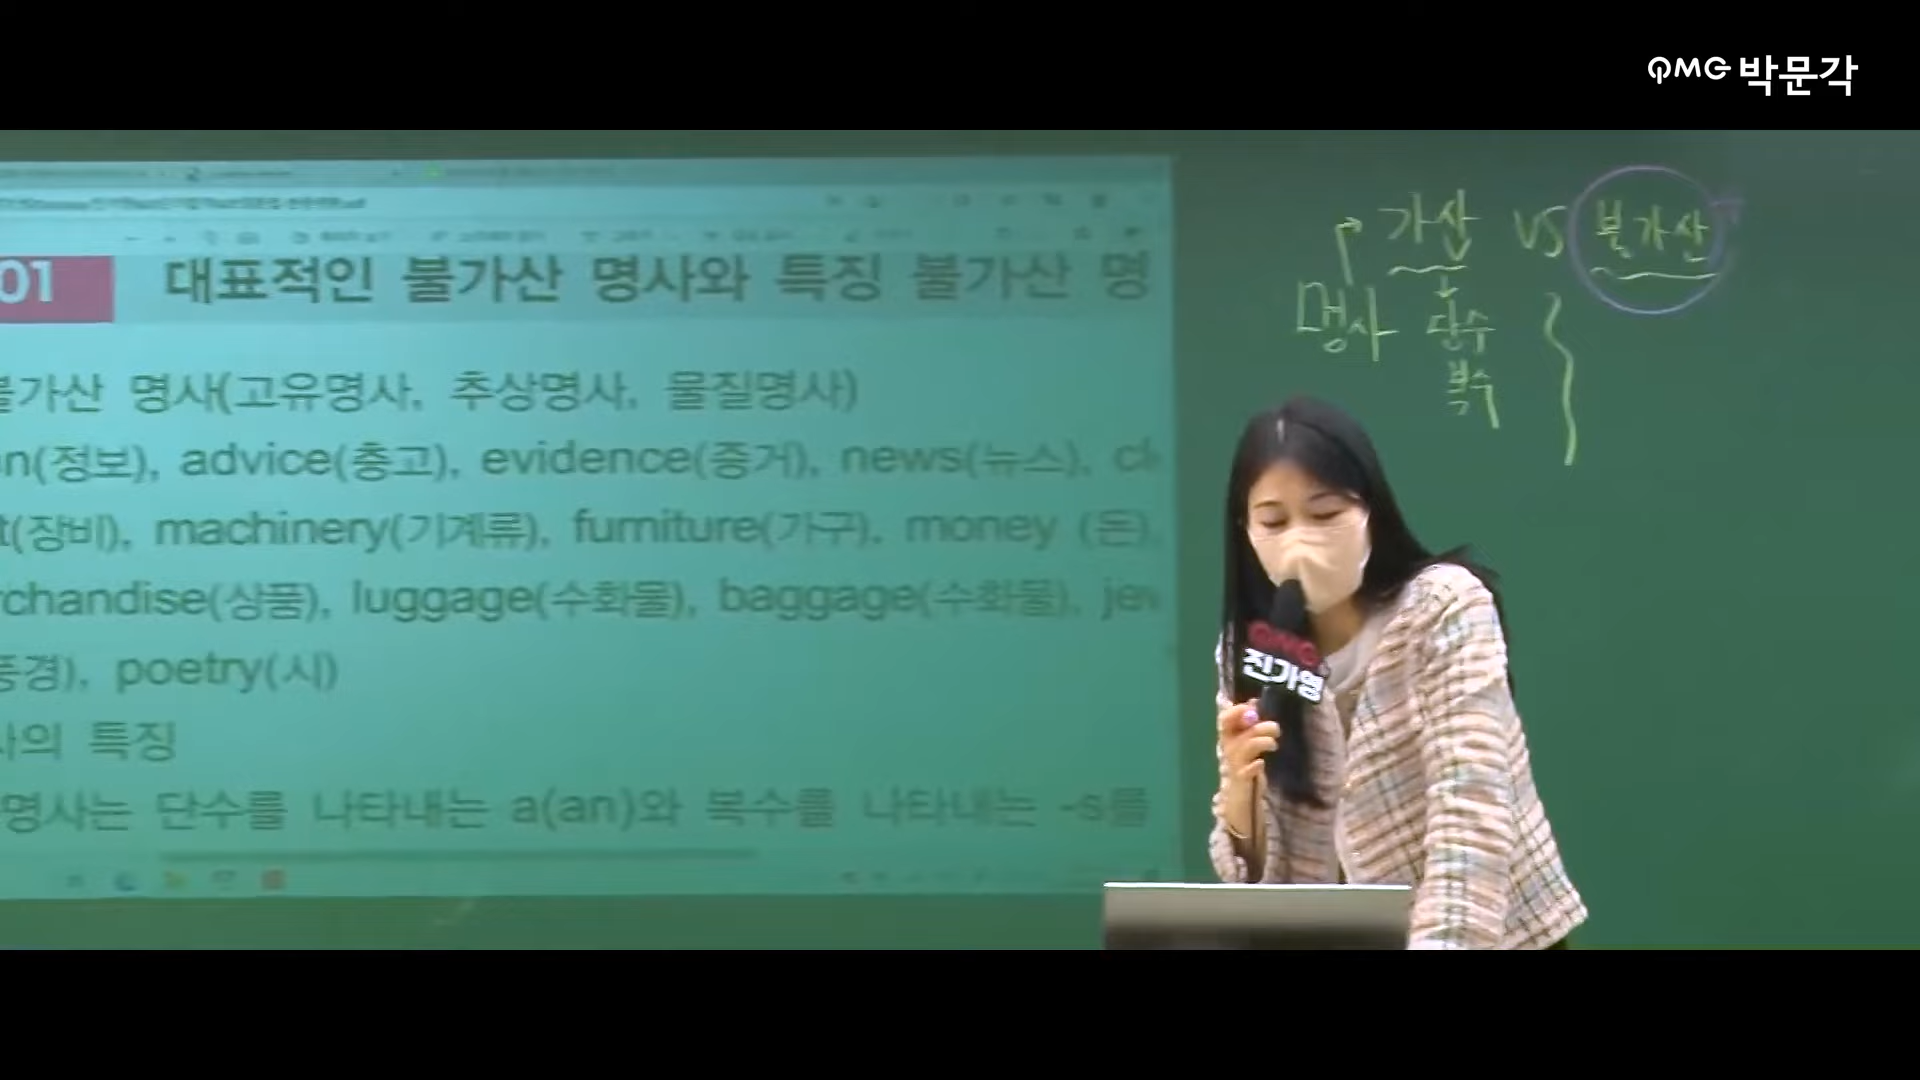 PMG 박문각
01 대표적인 불가산 명사와 특징 불가산 명
불가산 명사(고유명사, 추상명사, 물질명사)
on(정보), advice(충고), evidence(증거), news(뉴스), cl
t(장비), machinery(기계류), furniture(가구), money (돈),
rchandise(상품), luggage(수화물), baggage(수화물), jew
풍경), poetry(시)
사의 특징
명사는 단수를 나타내는 a(an)와 복수를 나타내는 -s를
가산 VS 불가산
명사 단수
복수
PMG
진가영